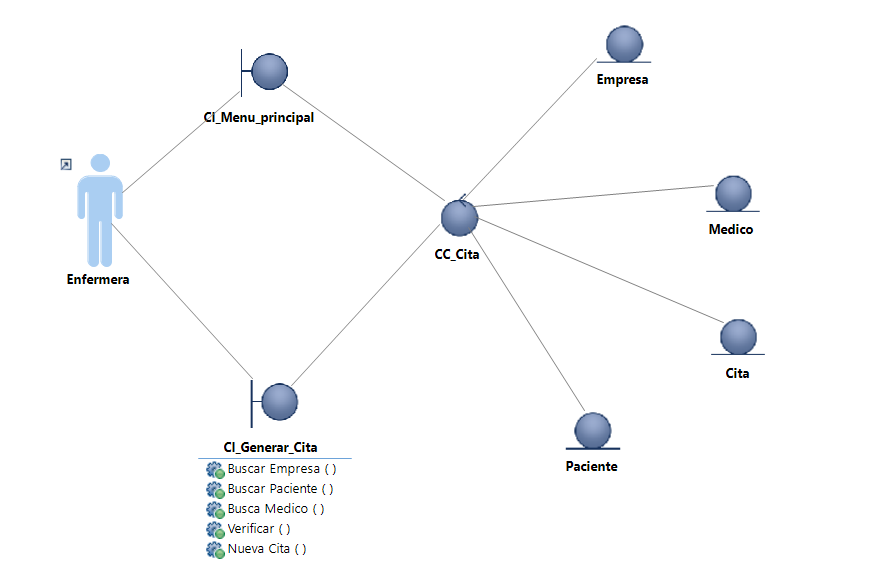 Empresa
CI_Menu_principal
Medico
CC_Cita
Enfermera
Cita
CI_Generar_Cita
Paciente
Buscar Empresa ( )
Buscar Paciente ( )
Busca Medico ( )
Verificar ( )
Nueva Cita ( )